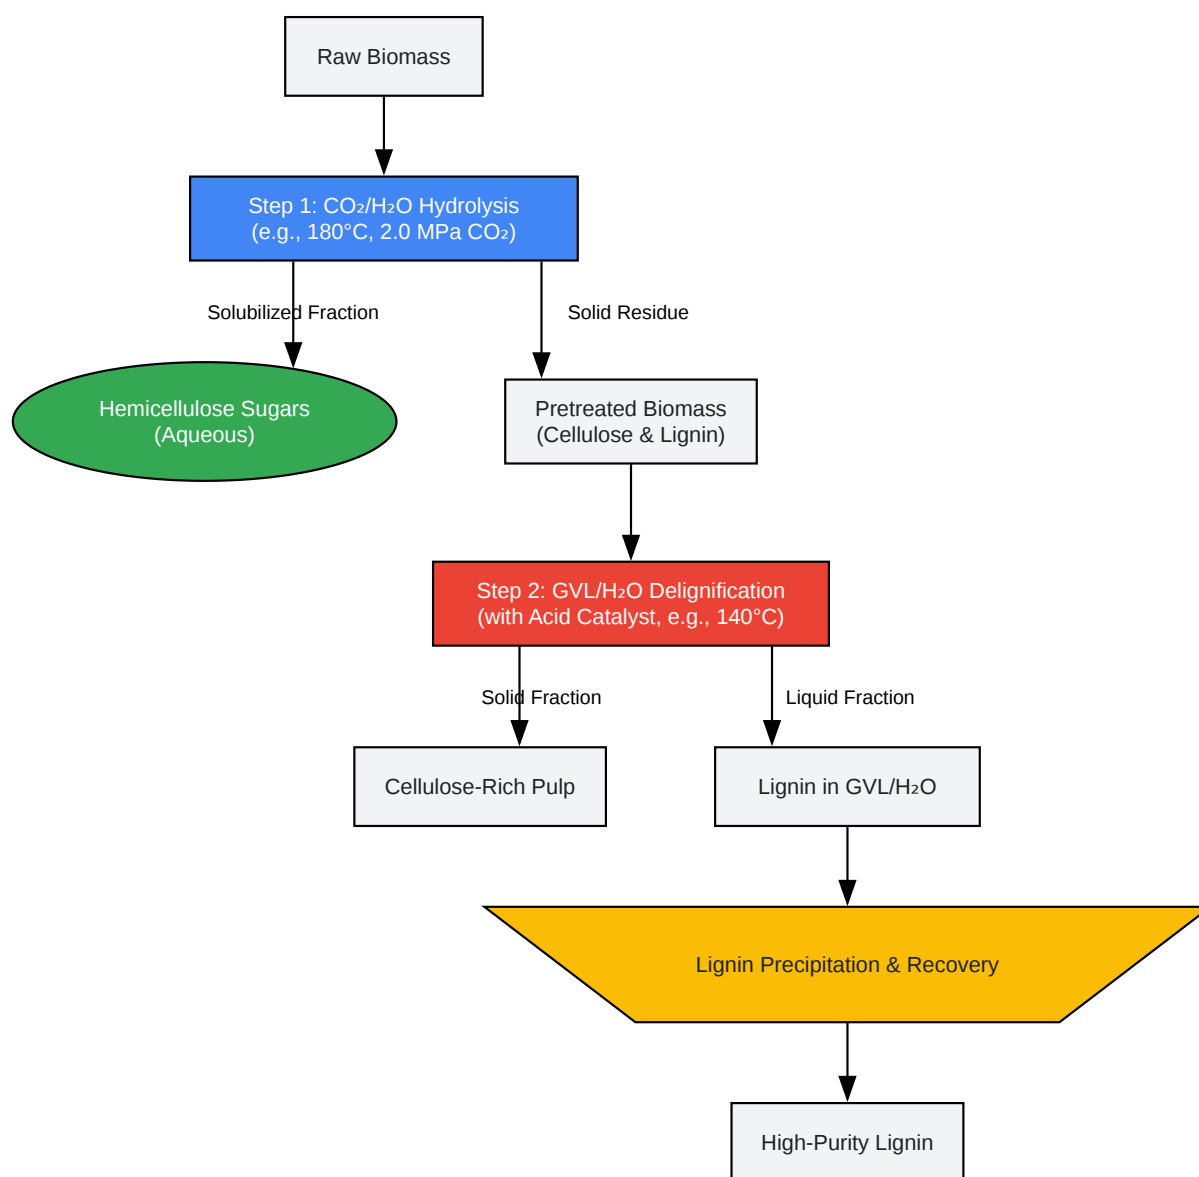 Raw Biomass
Step 1: CO₂/H₂O Hydrolysis
(e.g., 180°C, 2.0 MPa CO₂)
Solubilized Fraction
Solid Residue
Hemicellulose Sugars
(Aqueous)
Pretreated Biomass
(Cellulose & Lignin)
Step 2: GVL/H₂O Delignification
(with Acid Catalyst, e.g., 140°C)
Solid Fraction
Liquid Fraction
Cellulose-Rich Pulp
Lignin in GVL/H₂O
Lignin Precipitation & Recovery
High-Purity Lignin